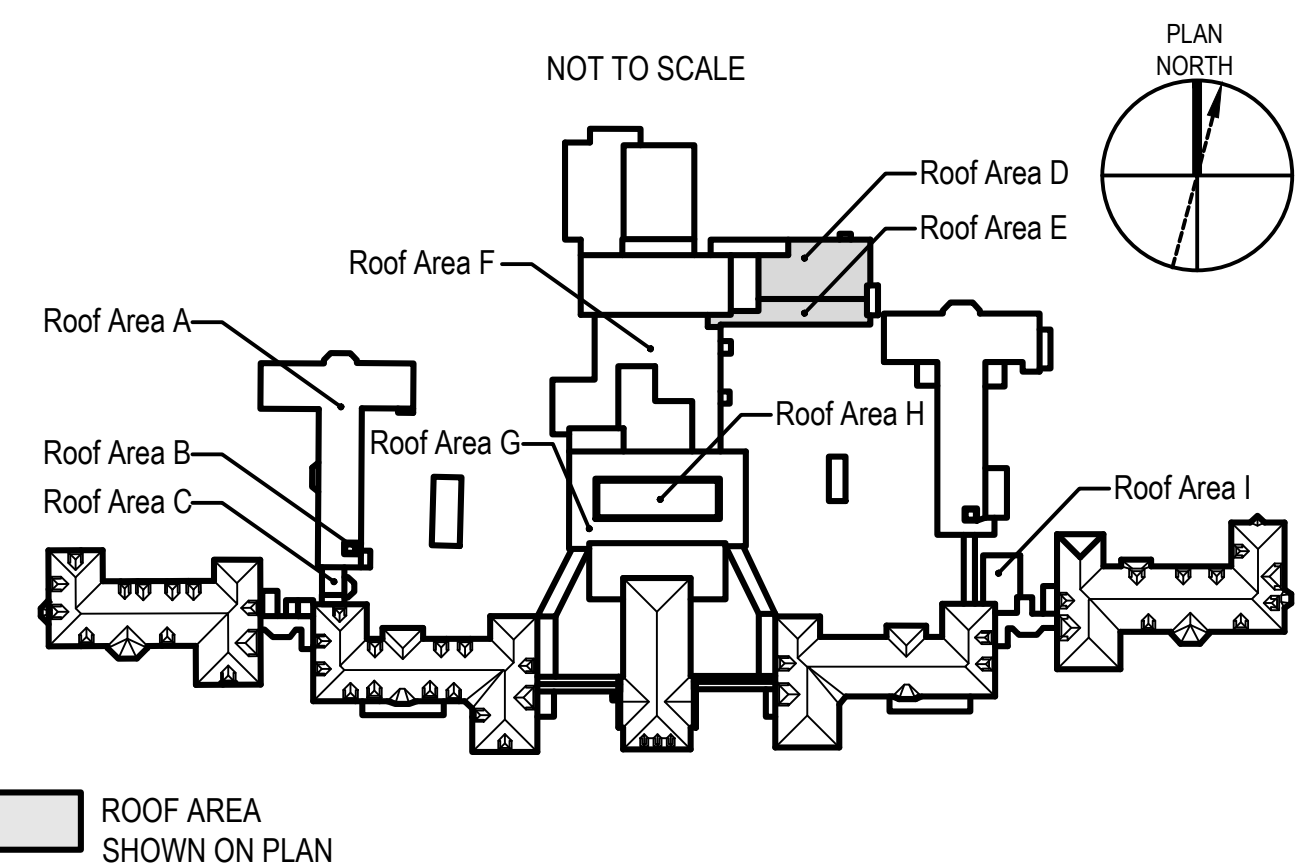 PLAN
NORTH
NOT TO SCALE
Roof Area D
Roof Area E
Roof Area F
Roof Area A
Roof Area H
Roof Area G
Roof Area B
Roof Area C
Roof Area I
ROOF AREA
SHOWN ON PLAN